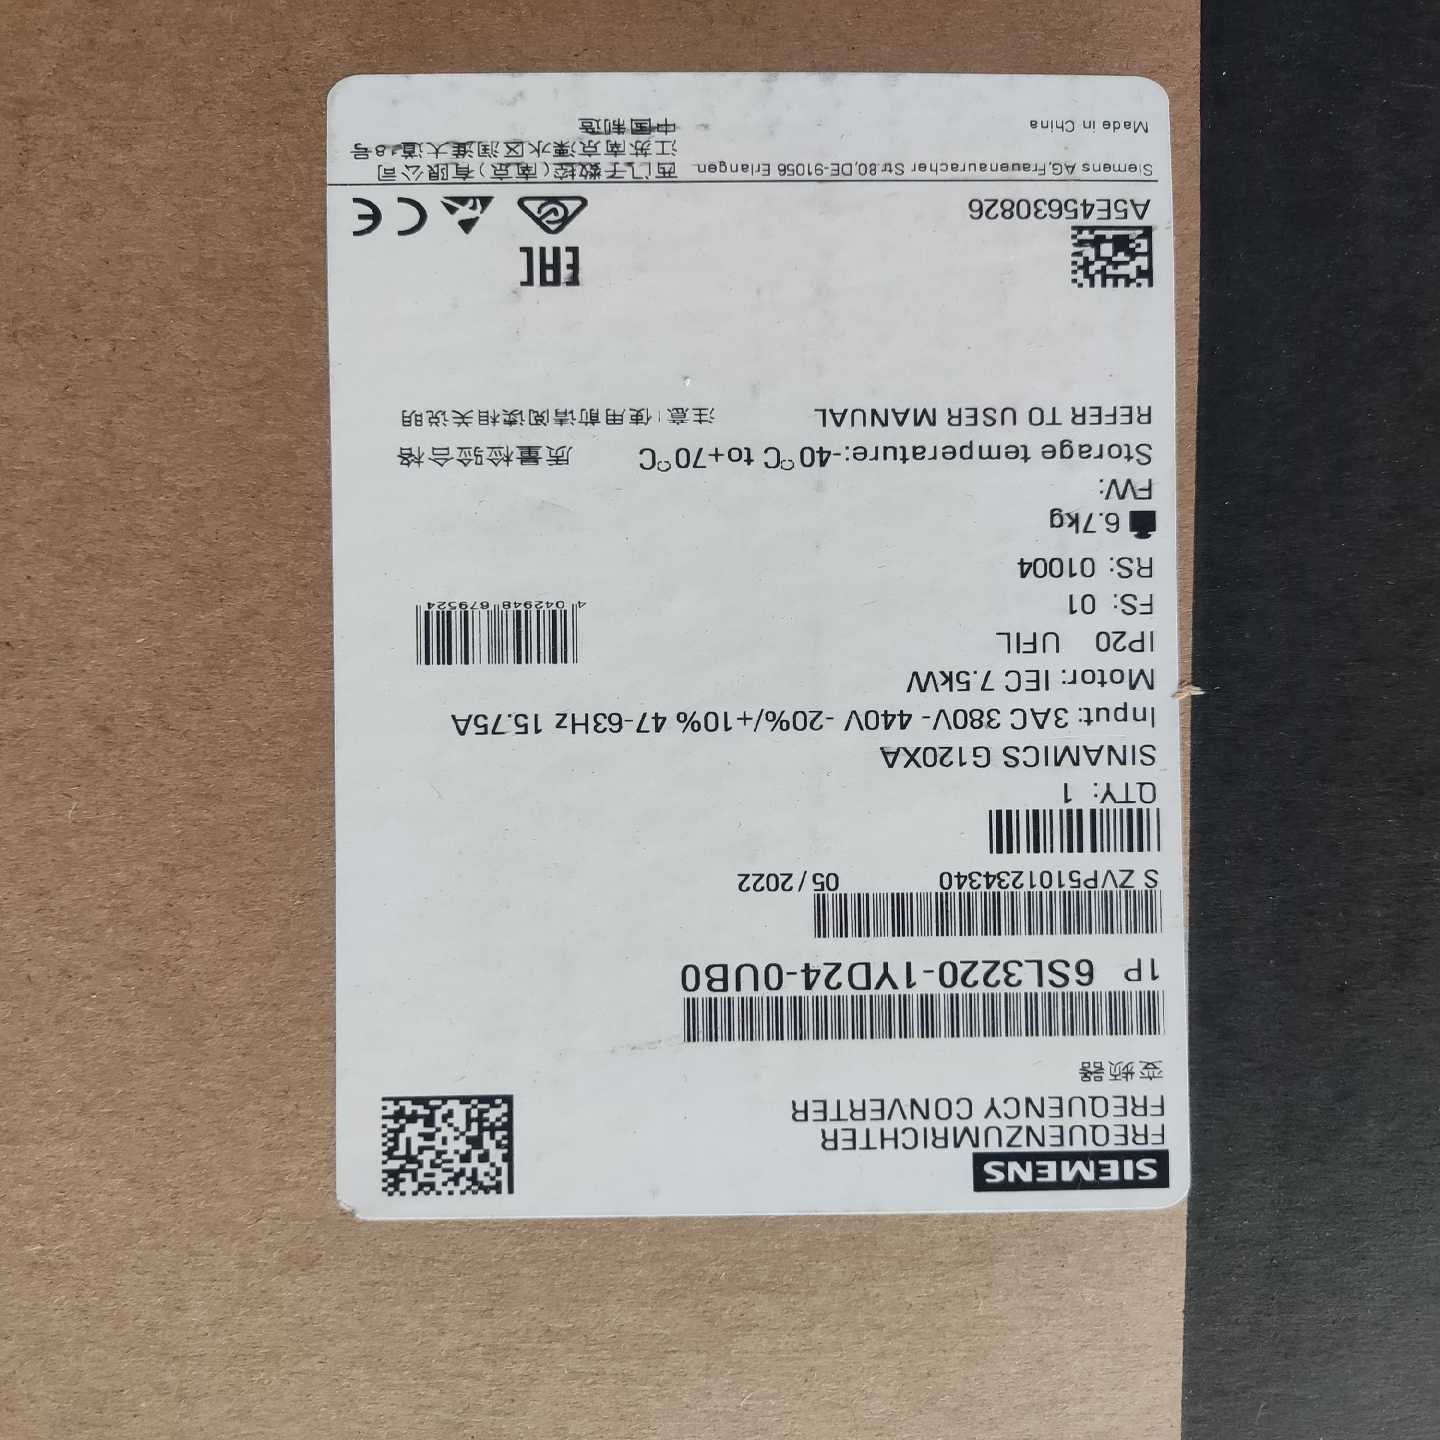 SIEMENS
FREQUENZUMRICHTER
FREQUENCY CONVERTER
变频器
1P 6SL3220-1YD24-0UB0
S ZVP5101234340 05/2022
QTY: 1
SINAMICS G120XA
Input: 3AC 380V- 440V -20%/+10% 47-63Hz 15.75A
Motor: IEC 7.5kW
IP20 UFIL
FS: 01
4 042948 679524
RS: 01004
6.7kg
FW:
Storage temperature:-40°C to+70°C 质量检验合格
REFER TO USER MANUAL 注意!使用前请阅读相关说明
EAC
A5E45630826
CE
Siemens AG,Frauenauracher Str.80,DE-91056 Erlangen. 西门子数控(南京)有限公司
江苏南京溧水区润淮大道18号
Made in China 中国制造